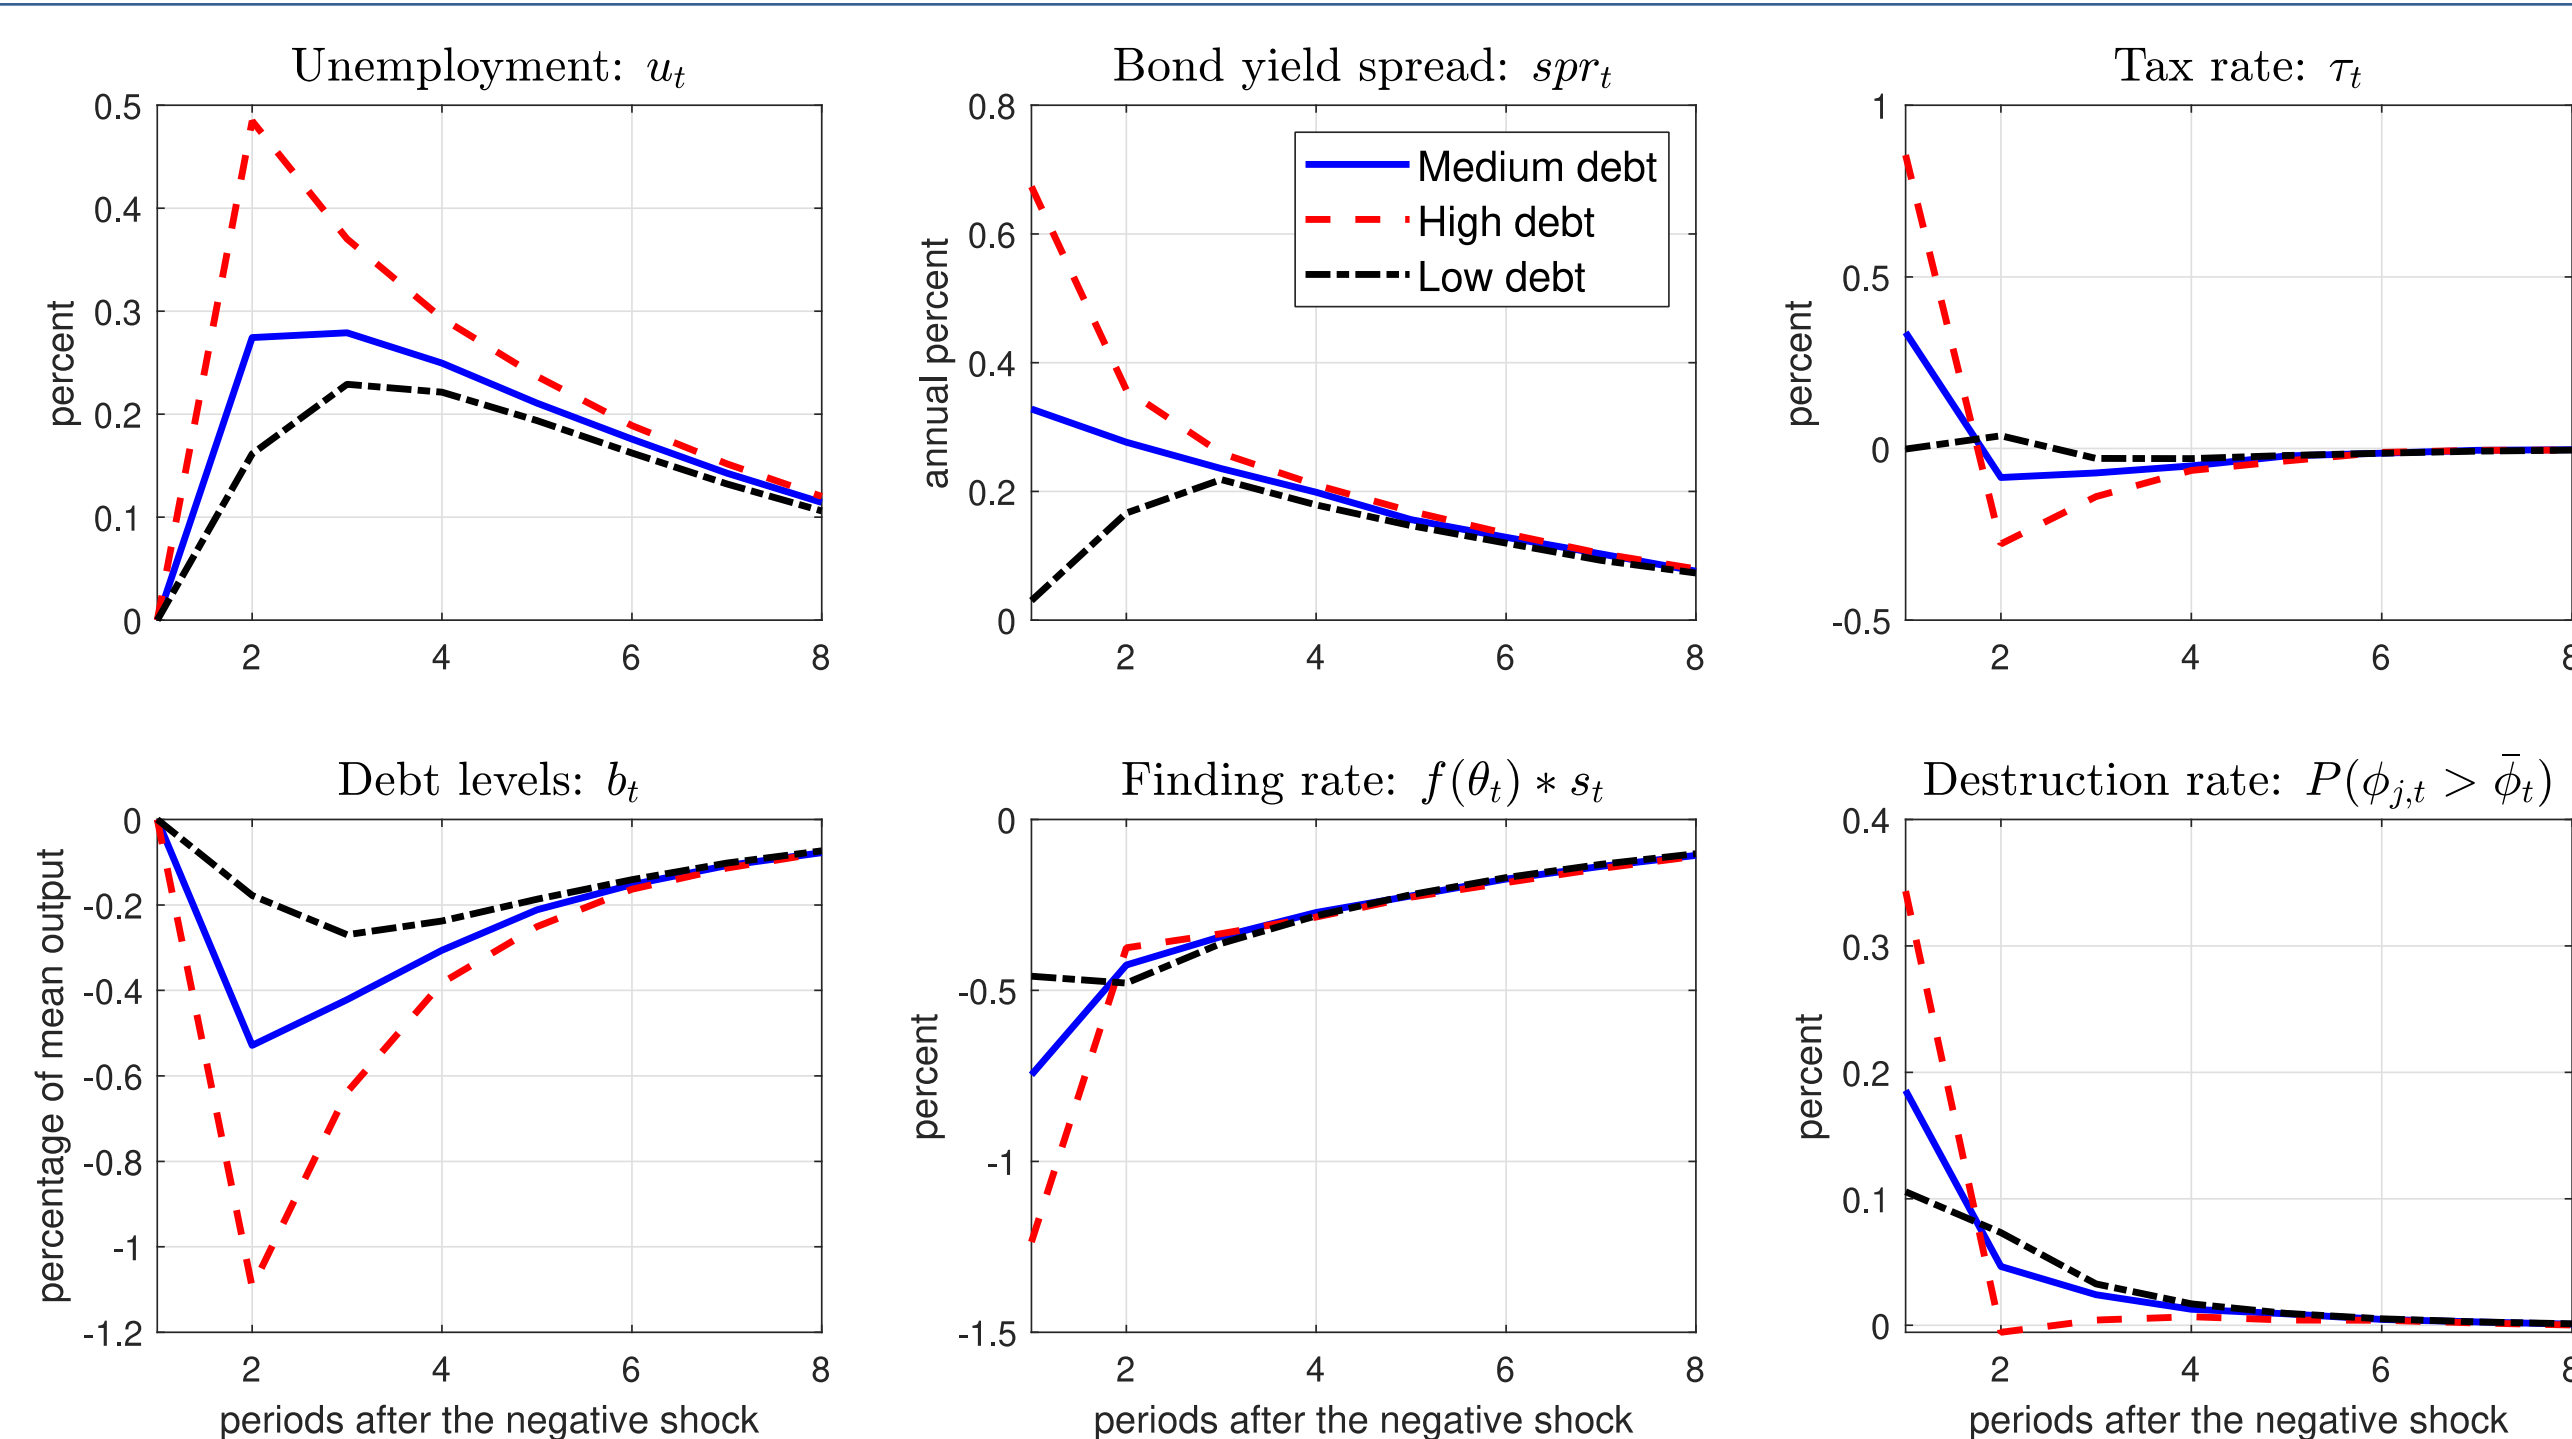 Unemployment: u_t
0.5
0.4
0.3
0.2
0.1
0
percent
2 4 6 8
Bond yield spread: spr_t
0.8
0.6
0.4
0.2
0
annual percent
2 4 6 8
Medium debt
High debt
Low debt
Tax rate: τ_t
1
0.5
0
-0.5
percent
2 4 6 8
Debt levels: b_t
0
-0.2
-0.4
-0.6
-0.8
-1
-1.2
percentage of mean output
2 4 6 8
periods after the negative shock
Finding rate: f(θ_t) ∗ s_t
0
-0.5
-1
-1.5
percent
2 4 6 8
periods after the negative shock
Destruction rate: P(ϕ_{j,t} > ϕ̄_t)
0.4
0.3
0.2
0.1
0
percent
2 4 6 8
periods after the negative shock